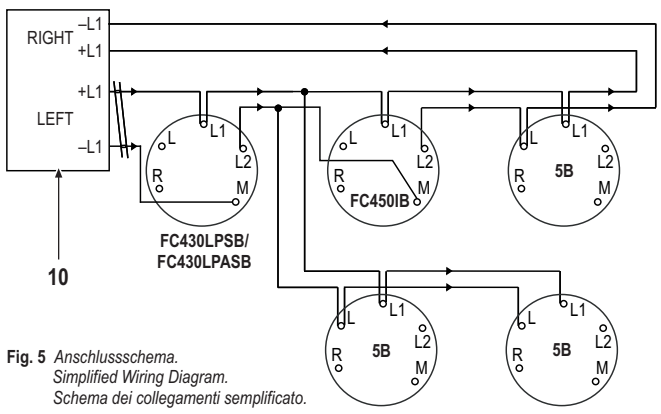 RIGHT
–L1
+L1
+L1
LEFT
–L1
10
L
L1
L2
R
M
FC430LPSB/
FC430LPASB
L
L1
L2
R
M
FC450IB
L
L1
L2
R
M
5B
L
L1
L2
R
M
5B
L
L1
L2
R
M
5B
Fig. 5 Anschlussschema.
Simplified Wiring Diagram.
Schema dei collegamenti semplificato.